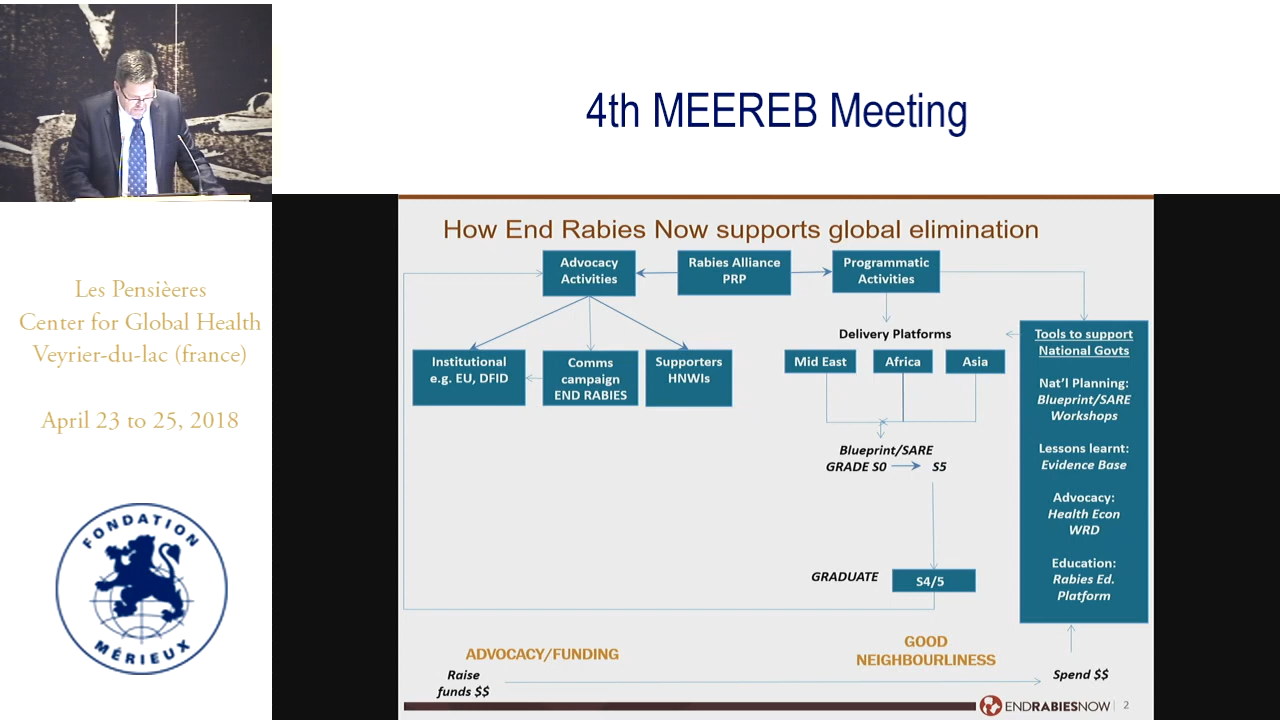 4th MEEREB Meeting
Les Pensièeres
Center for Global Health
Veyrier-du-lac (france)
April 23 to 25, 2018
FONDATION
MÉRIEUX
How End Rabies Now supports global elimination
Advocacy
Activities
Rabies Alliance
PRP
Programmatic
Activities
Institutional
e.g. EU, DFID
Comms
campaign
END RABIES
Supporters
HNWIs
Delivery Platforms
Mid East
Africa
Asia
Blueprint/SARE
GRADE S0
S5
GRADUATE
S4/5
Tools to support
National Govts
Nat'l Planning:
Blueprint/SARE
Workshops
Lessons learnt:
Evidence Base
Advocacy:
Health Econ
WRD
Education:
Rabies Ed.
Platform
ADVOCACY/FUNDING
GOOD
NEIGHBOURLINESS
Raise
funds $$
Spend $$
ENDRABIESNOW
2